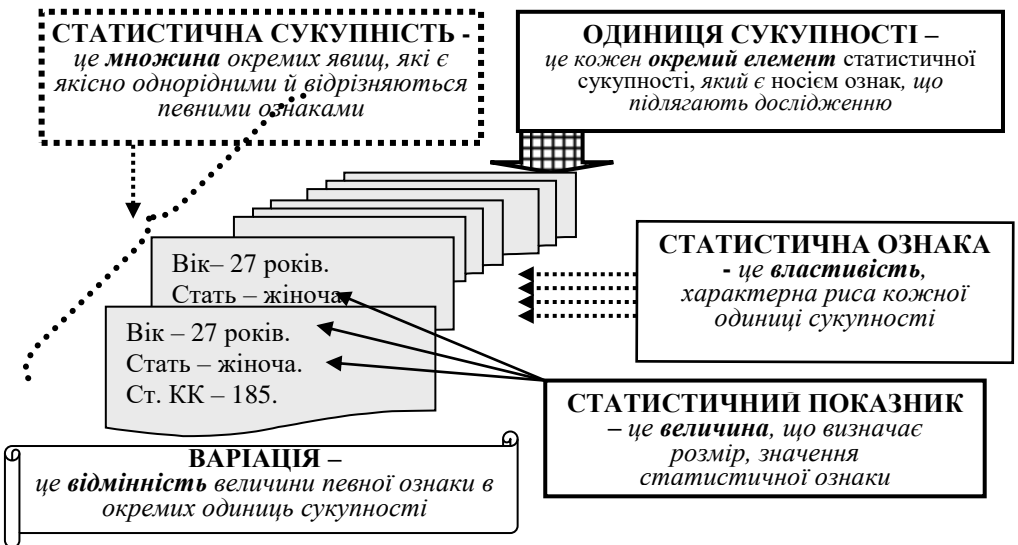 СТАТИСТИЧНА СУКУПНІСТЬ -
це множина окремих явищ, які є
якісно однорідними й відрізняються
певними ознаками
ОДИНИЦЯ СУКУПНОСТІ –
це кожен окремий елемент статистичної
сукупності, який є носієм ознак, що
підлягають дослідженню
Вік– 27 років.
Стать – жіноча
Вік – 27 років.
Стать – жіноча.
Ст. КК – 185.
СТАТИСТИЧНА ОЗНАКА
- це властивість,
характерна риса кожної
одиниці сукупності
СТАТИСТИЧНИЙ ПОКАЗНИК
– це величина, що визначає
розмір, значення
статистичної ознаки
ВАРІАЦІЯ –
це відмінність величини певної ознаки в
окремих одиниць сукупності